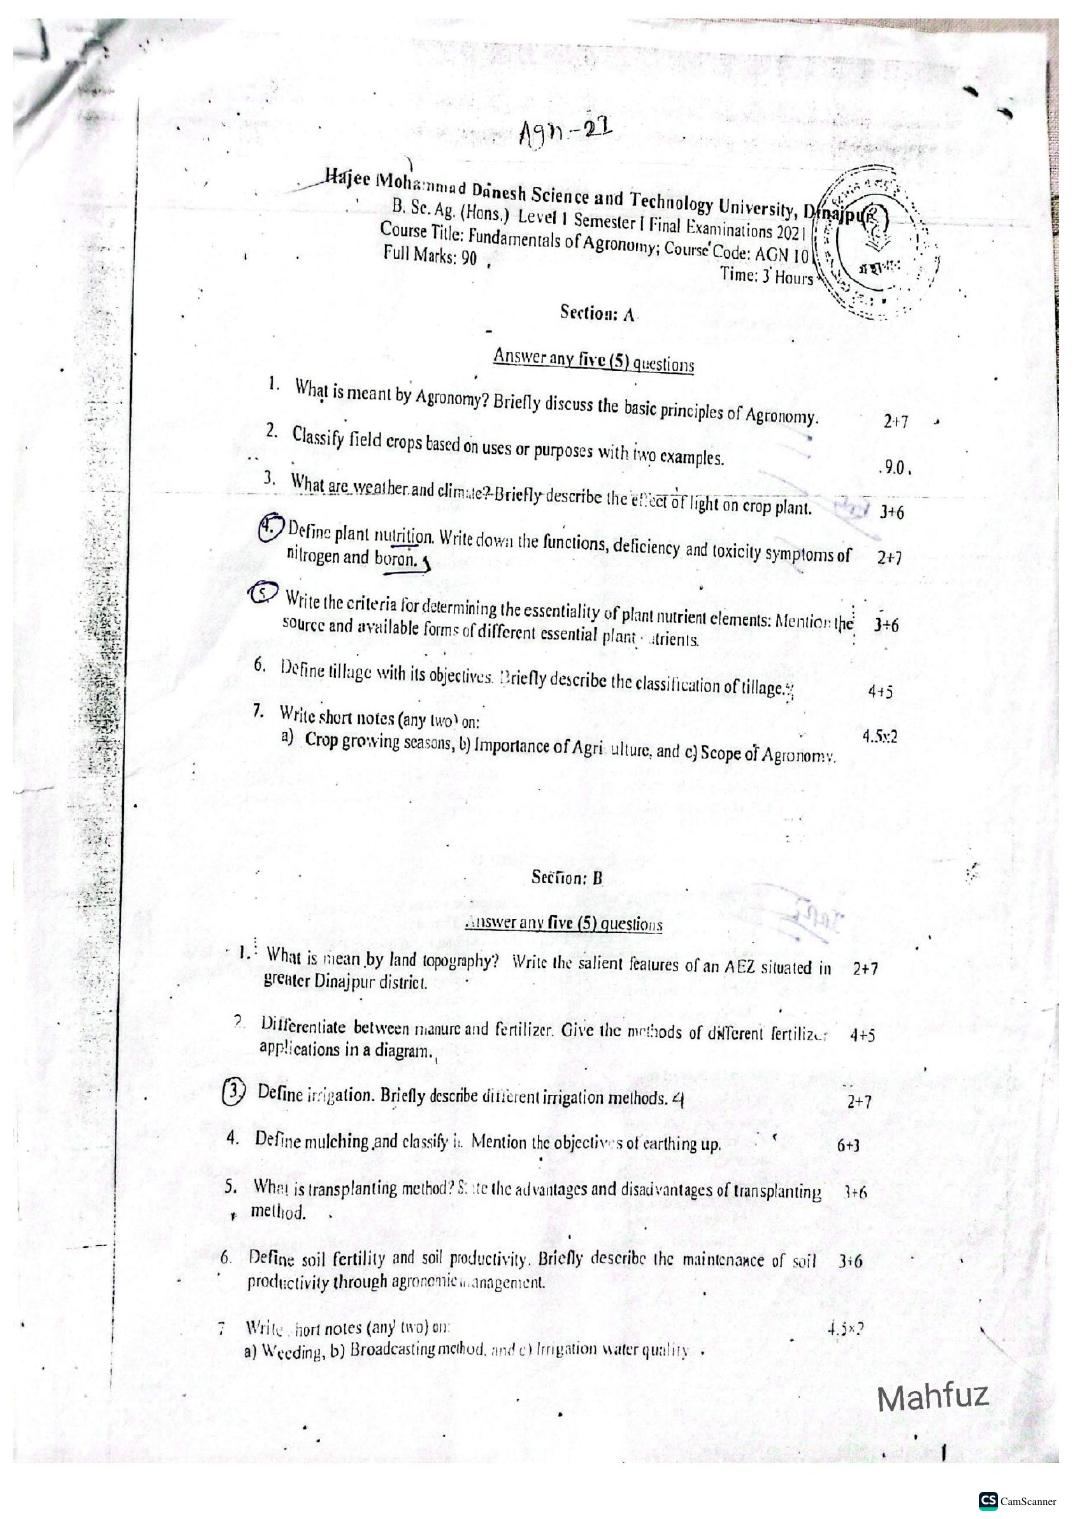 Agn-21
Hajee Mohammad Danesh Science and Technology University, Dinajpur
B. Sc. Ag. (Hons.) Level I Semester I Final Examinations 2021
Course Title: Fundamentals of Agronomy; Course Code: AGN 10
Full Marks: 90
Time: 3 Hours
Section: A
Answer any five (5) questions
1. What is meant by Agronomy? Briefly discuss the basic principles of Agronomy. 2+7
2. Classify field crops based on uses or purposes with two examples. 9.0
3. What are weather and climate? Briefly describe the effect of light on crop plant. 3+6
4. Define plant nutrition. Write down the functions, deficiency and toxicity symptoms of 2+7
nitrogen and boron.
5. Write the criteria for determining the essentiality of plant nutrient elements: Mention the 3+6
source and available forms of different essential plant nutrients.
6. Define tillage with its objectives. Briefly describe the classification of tillage. 4+5
7. Write short notes (any two) on: 4.5x2
a) Crop growing seasons, b) Importance of Agriculture, and c) Scope of Agronomy.
Section: B
Answer any five (5) questions
1. What is mean by land topography? Write the salient features of an AEZ situated in 2+7
greater Dinajpur district.
2. Differentiate between manure and fertilizer. Give the methods of different fertilizer 4+5
applications in a diagram.
3. Define irrigation. Briefly describe different irrigation methods. 2+7
4. Define mulching and classify it. Mention the objectives of earthing up. 6+3
5. What is transplanting method? State the advantages and disadvantages of transplanting 3+6
method.
6. Define soil fertility and soil productivity. Briefly describe the maintenance of soil 3+6
productivity through agronomic management.
7 Write short notes (any two) on: 4.5×2
a) Weeding, b) Broadcasting method, and c) Irrigation water quality
Mahfuz
CS CamScanner